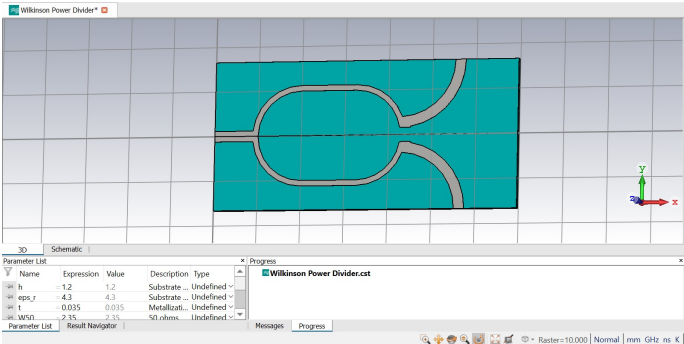 Wilkinson Power Divider*
y
z
x
3D Schematic
Parameter List
Progress
Name Expression Value Description Type
h = 1.2 1.2 Substrate ... Undefined
eps_r = 4.3 4.3 Substrate ... Undefined
t = 0.035 0.035 Metallizati... Undefined
W50 = 2.35 2.35 50 ohms Undefined
Wilkinson Power Divider.cst
Parameter List Result Navigator
Messages Progress
Raster=10.000 Normal mm GHz ns K